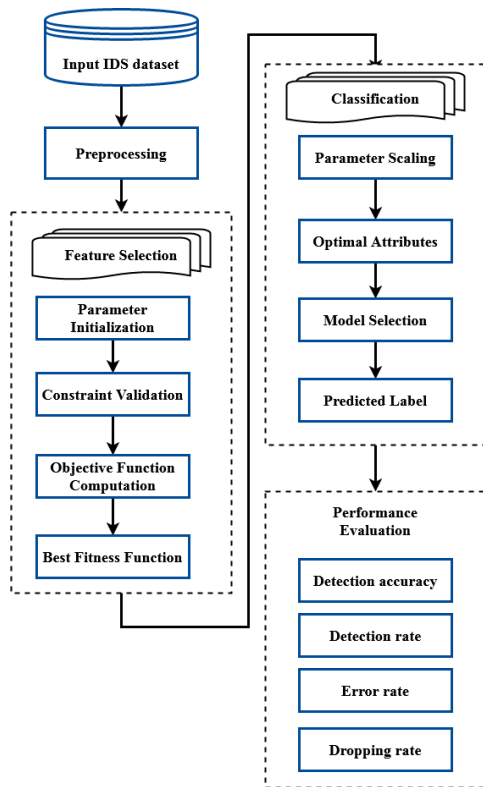 Input IDS dataset
Preprocessing
Feature Selection
Parameter
Initialization
Constraint Validation
Objective Function
Computation
Best Fitness Function
Classification
Parameter Scaling
Optimal Attributes
Model Selection
Predicted Label
Performance
Evaluation
Detection accuracy
Detection rate
Error rate
Dropping rate